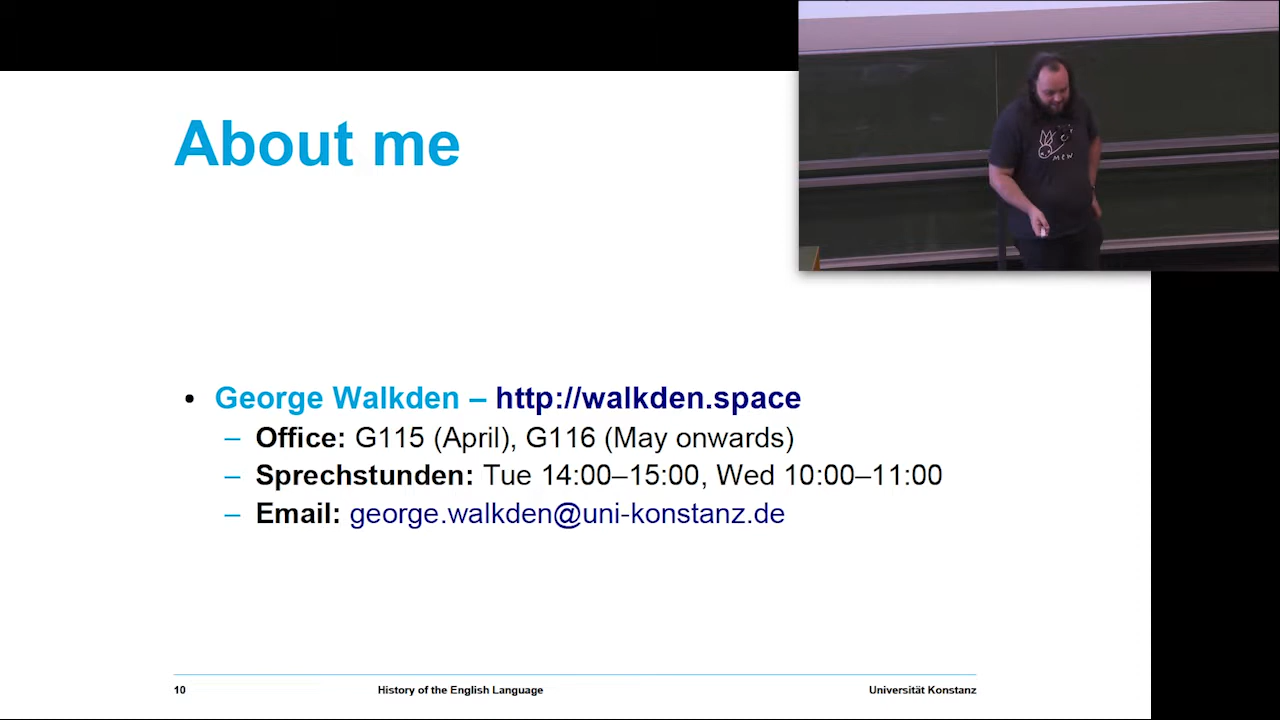 About me
mew
• George Walkden – http://walkden.space
– Office: G115 (April), G116 (May onwards)
– Sprechstunden: Tue 14:00–15:00, Wed 10:00–11:00
– Email: george.walkden@uni-konstanz.de
10 History of the English Language Universität Konstanz